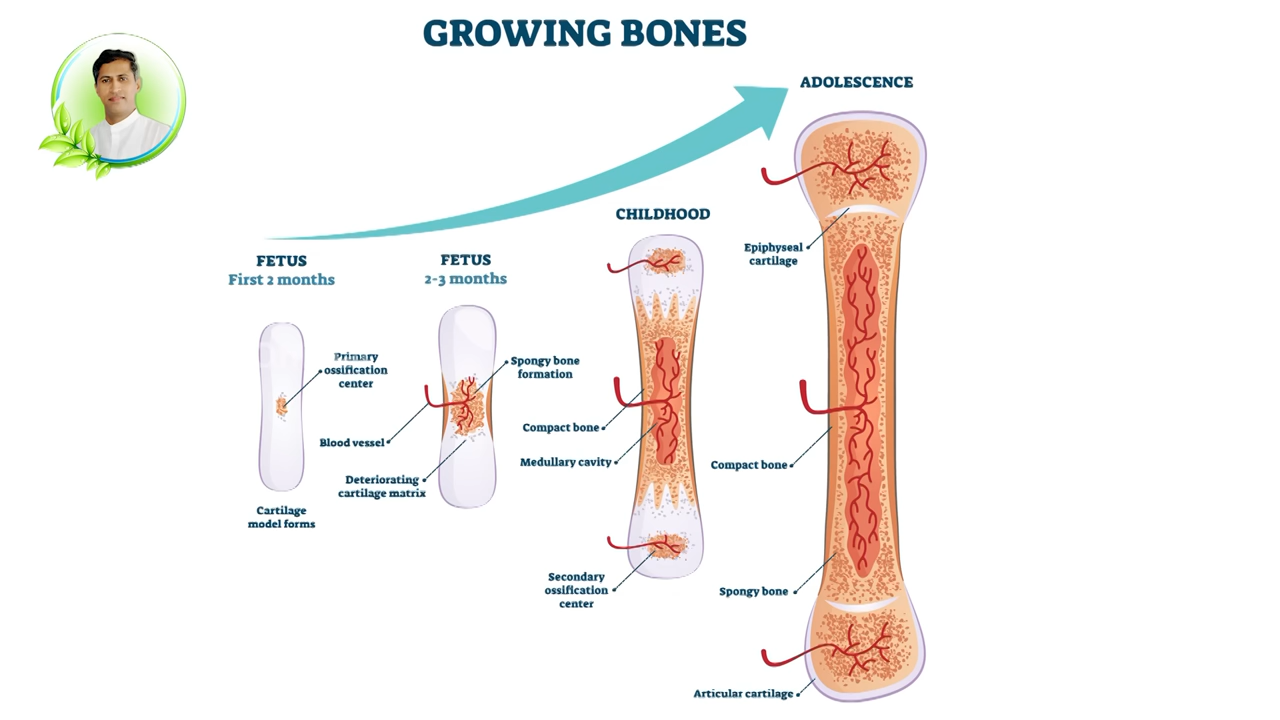 GROWING BONES
ADOLESCENCE
CHILDHOOD
FETUS
First 2 months
FETUS
2-3 months
Epiphyseal
cartilage
Primary
ossification
center
Spongy bone
formation
Blood vessel
Compact bone
Medullary cavity
Compact bone
Deteriorating
cartilage matrix
Cartilage
model forms
Secondary
ossification
center
Spongy bone
Articular cartilage